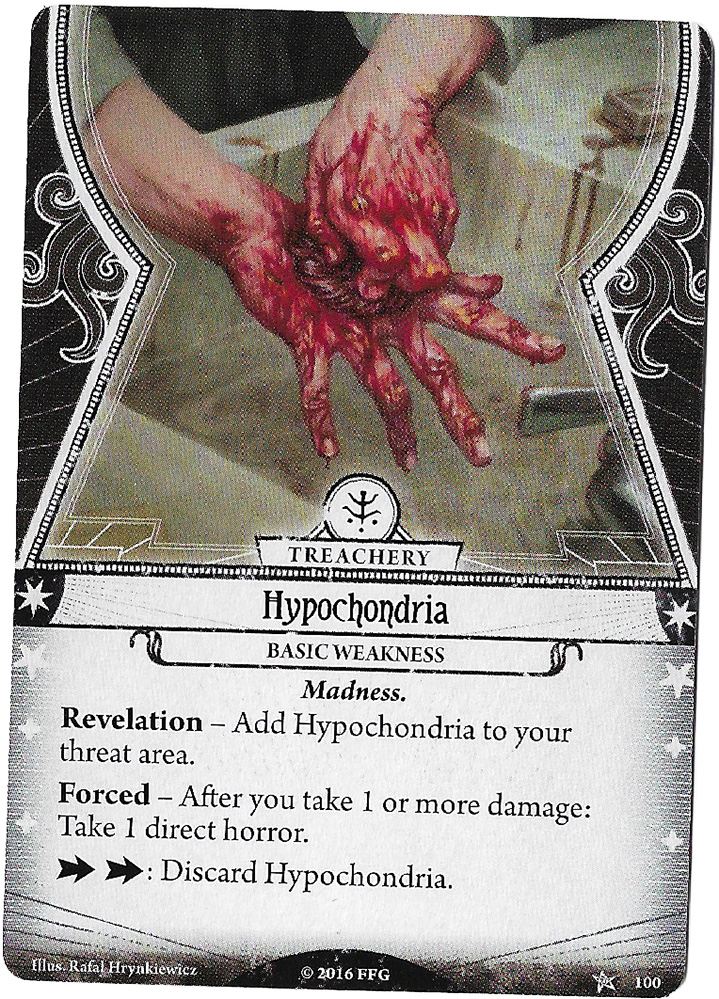 TREACHERY
Hypochondria
BASIC WEAKNESS
Madness.
Revelation – Add Hypochondria to your
threat area.
Forced – After you take 1 or more damage:
Take 1 direct horror.
: Discard Hypochondria.
Illus. Rafał Hrynkiewicz
© 2016 FFG
100